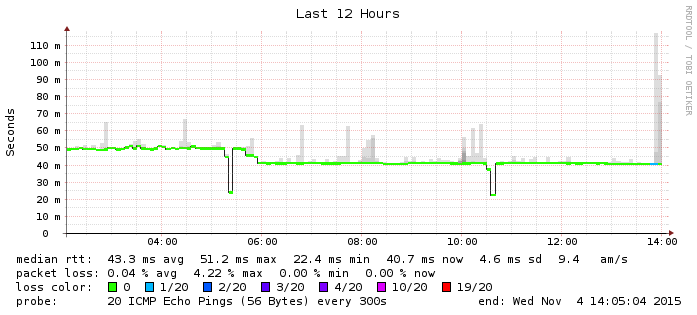 Last 12 Hours
RRDTOOL / TOBI OETIKER
Seconds
110 m
100 m
90 m
80 m
70 m
60 m
50 m
40 m
30 m
20 m
10 m
0
04:00 06:00 08:00 10:00 12:00 14:00
median rtt: 43.3 ms avg 51.2 ms max 22.4 ms min 40.7 ms now 4.6 ms sd 9.4 am/s
packet loss: 0.04 % avg 4.22 % max 0.00 % min 0.00 % now
loss color: 0 1/20 2/20 3/20 4/20 10/20 19/20
probe: 20 ICMP Echo Pings (56 Bytes) every 300s end: Wed Nov 4 14:05:04 2015